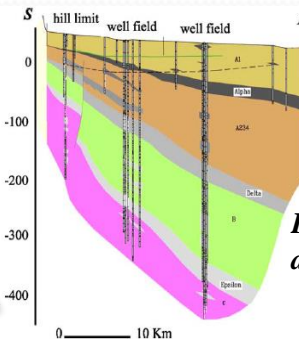 S
hill limit
well field
well field
0
-100
-200
-300
-400
A1
Alpha
A234
Delta
B
Epsilon
C
0 10 Km